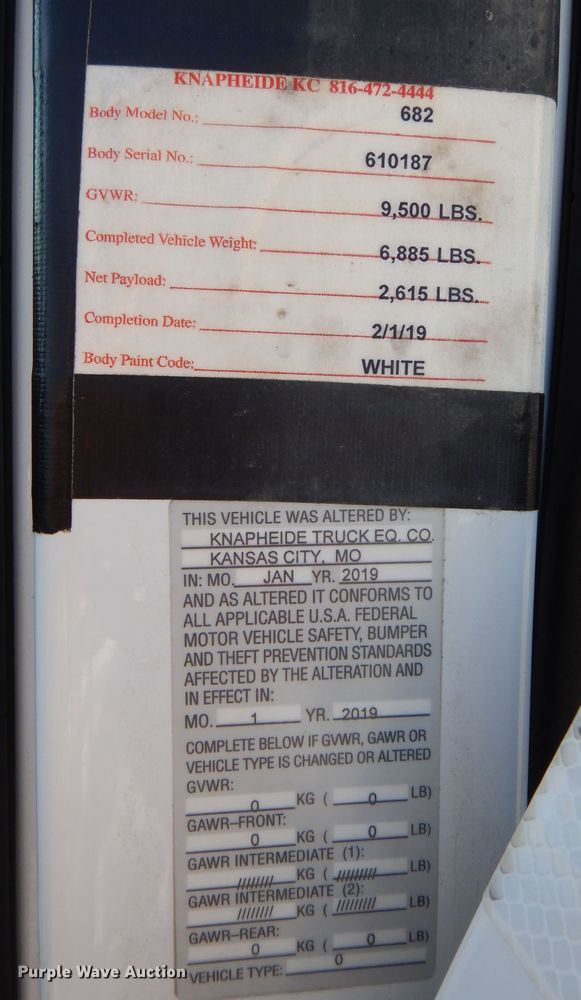 KNAPHEIDE KC 816-472-4444
Body Model No.: 682
Body Serial No.: 610187
GVWR: 9,500 LBS.
Completed Vehicle Weight: 6,885 LBS.
Net Payload: 2,615 LBS.
Completion Date: 2/1/19
Body Paint Code: WHITE
THIS VEHICLE WAS ALTERED BY:
KNAPHEIDE TRUCK EQ. CO.
KANSAS CITY, MO
IN: MO. JAN YR. 2019
AND AS ALTERED IT CONFORMS TO
ALL APPLICABLE U.S.A. FEDERAL
MOTOR VEHICLE SAFETY, BUMPER
AND THEFT PREVENTION STANDARDS
AFFECTED BY THE ALTERATION AND
IN EFFECT IN:
MO. 1 YR. 2019
COMPLETE BELOW IF GVWR, GAWR OR
VEHICLE TYPE IS CHANGED OR ALTERED
GVWR:
0 KG ( 0 LB)
GAWR–FRONT:
0 KG ( 0 LB)
GAWR INTERMEDIATE (1):
//////// KG ( ///////// LB)
GAWR INTERMEDIATE (2):
//////// KG ( ///////// LB)
GAWR–REAR:
0 KG ( 0 LB)
VEHICLE TYPE: 0
Purple Wave Auction